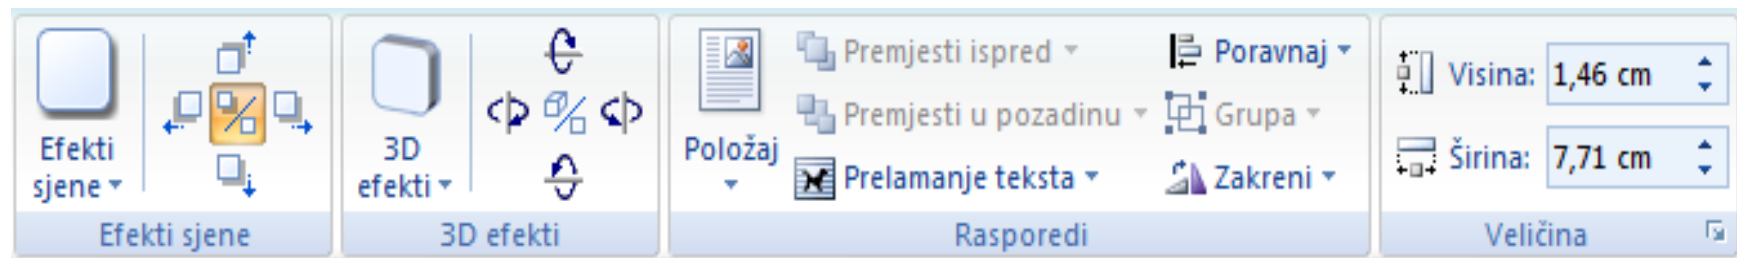 Efekti
sjene
Efekti sjene
3D
efekti
3D efekti
Položaj
Premjesti ispred
Premjesti u pozadinu
Prelamanje teksta
Poravnaj
Grupa
Zakreni
Rasporedi
Visina: 1,46 cm
Širina: 7,71 cm
Veličina